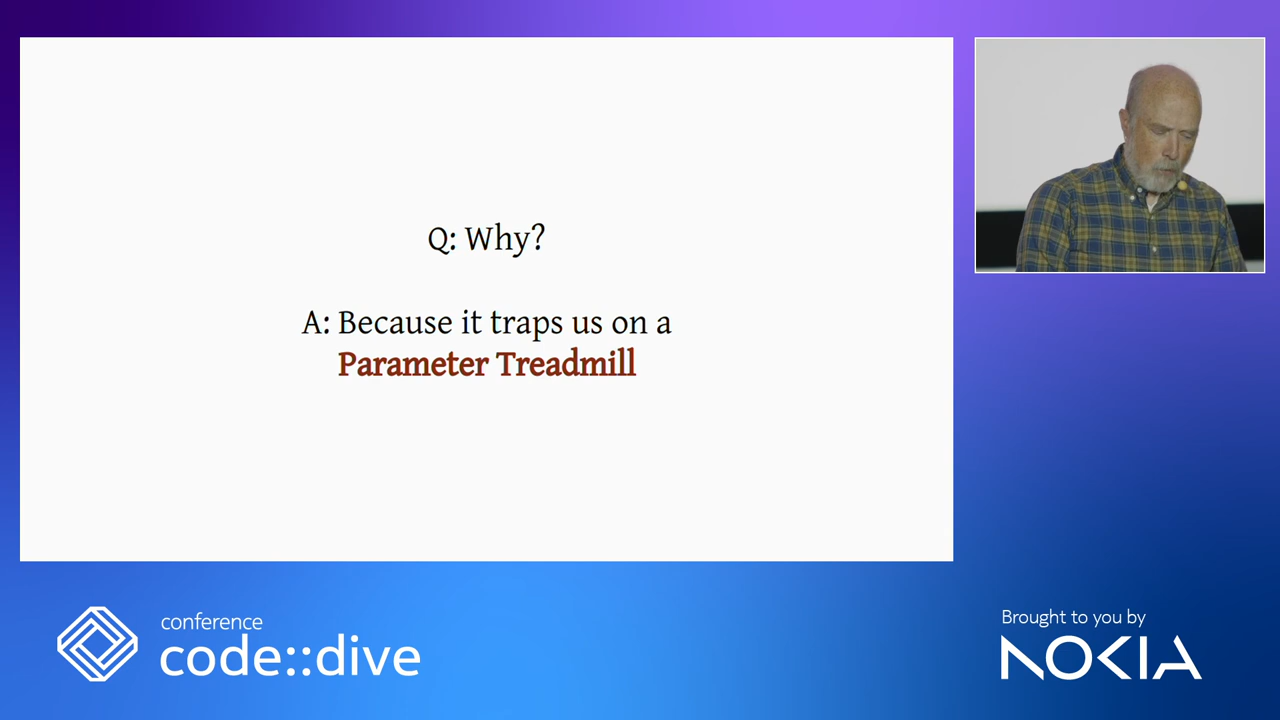 Q: Why?
A: Because it traps us on a
Parameter Treadmill
conference
code::dive
Brought to you by
NOKIA